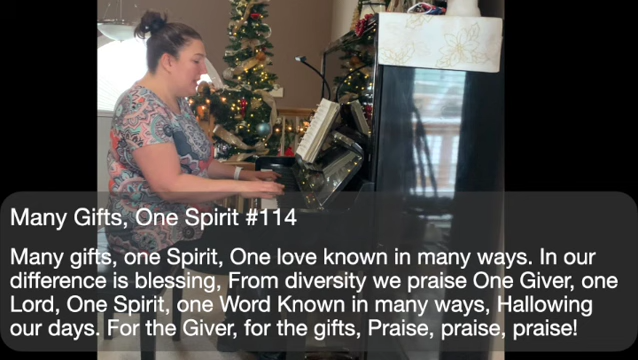 Many Gifts, One Spirit #114
Many gifts, one Spirit, One love known in many ways. In our
difference is blessing, From diversity we praise One Giver, one
Lord, One Spirit, one Word Known in many ways, Hallowing
our days. For the Giver, for the gifts, Praise, praise, praise!